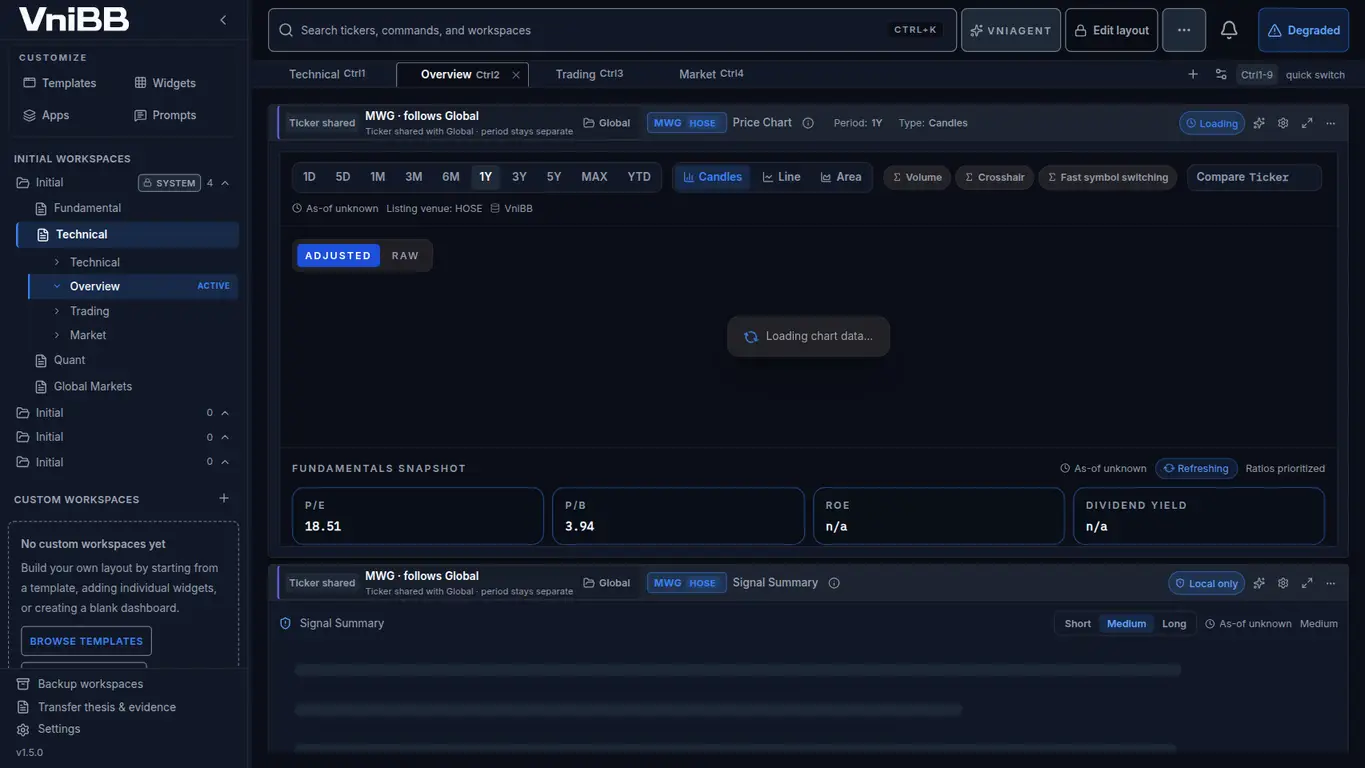 VniBB
CUSTOMIZE
Templates
Widgets
Apps
Prompts
INITIAL WORKSPACES
Initial
SYSTEM
4
Fundamental
Technical
Technical
Overview
ACTIVE
Trading
Market
Quant
Global Markets
Initial
0
Initial
0
Initial
0
CUSTOM WORKSPACES
No custom workspaces yet
Build your own layout by starting from
a template, adding individual widgets,
or creating a blank dashboard.
BROWSE TEMPLATES
Backup workspaces
Transfer thesis & evidence
Settings
v1.5.0
Search tickers, commands, and workspaces
CTRL+K
VNIAGENT
Edit layout
Degraded
Technical Ctrl1
Overview Ctrl2
Trading Ctrl3
Market Ctrl4
Ctrl1-9
quick switch
Ticker shared
MWG · follows Global
Ticker shared with Global · period stays separate
Global
MWG HOSE
Price Chart
Period: 1Y
Type: Candles
Loading
1D
5D
1M
3M
6M
1Y
3Y
5Y
MAX
YTD
Candles
Line
Area
Σ Volume
Σ Crosshair
Σ Fast symbol switching
Compare Ticker
As-of unknown
Listing venue: HOSE
VniBB
ADJUSTED
RAW
Loading chart data...
FUNDAMENTALS SNAPSHOT
As-of unknown
Refreshing
Ratios prioritized
P/E
18.51
P/B
3.94
ROE
n/a
DIVIDEND YIELD
n/a
Ticker shared
MWG · follows Global
Ticker shared with Global · period stays separate
Global
MWG HOSE
Signal Summary
Local only
Signal Summary
Short
Medium
Long
As-of unknown
Medium